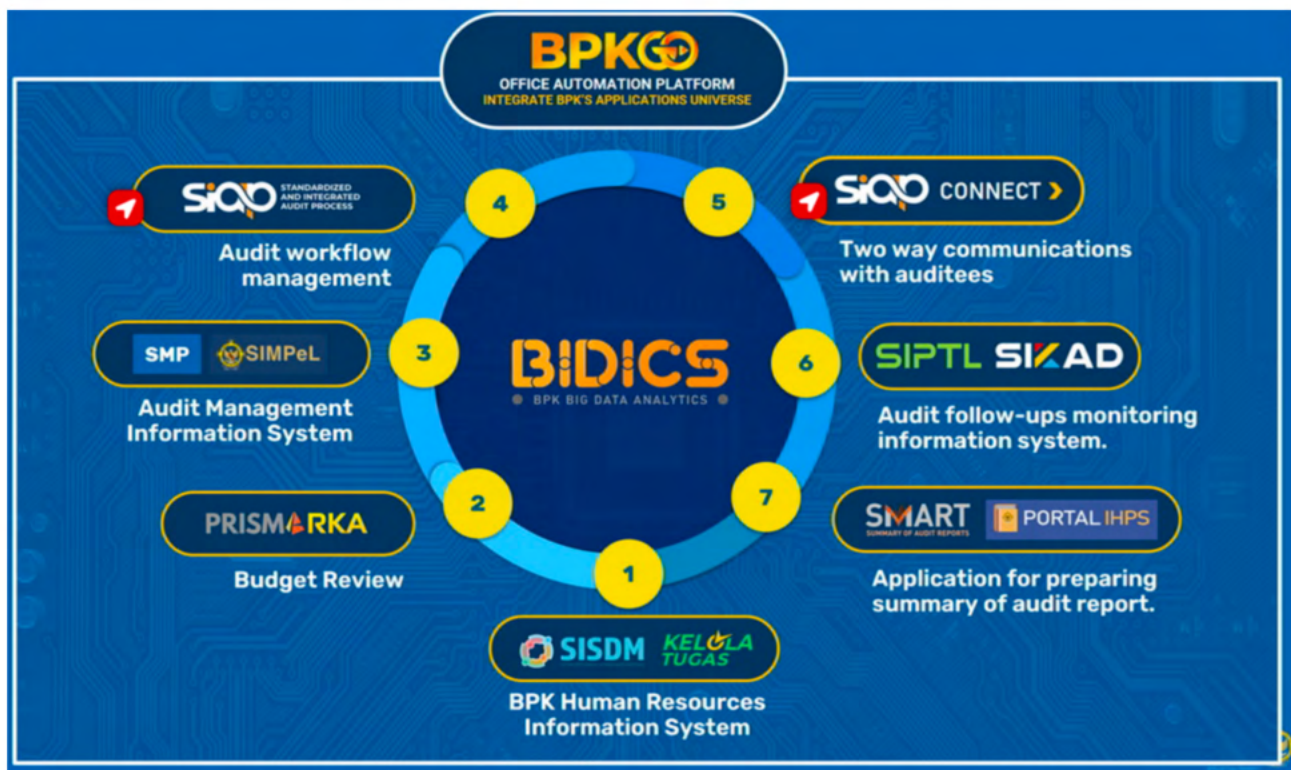 BPKGO
OFFICE AUTOMATION PLATFORM
INTEGRATE BPK'S APPLICATIONS UNIVERSE
4
SiAP STANDARDIZED
AND INTEGRATED
AUDIT PROCESS
Audit workflow
management
5
SiAP CONNECT
Two way communications
with auditees
3
SMP SIMPeL
Audit Management
Information System
BIDICS
BPK BIG DATA ANALYTICS
6
SIPTL SIKAD
Audit follow-ups monitoring
information system.
2
PRISMARKA
Budget Review
7
SMART
SUMMARY OF AUDIT REPORTS
PORTAL IHPS
Application for preparing
summary of audit report.
1
SISDM KELOLA
TUGAS
BPK Human Resources
Information System